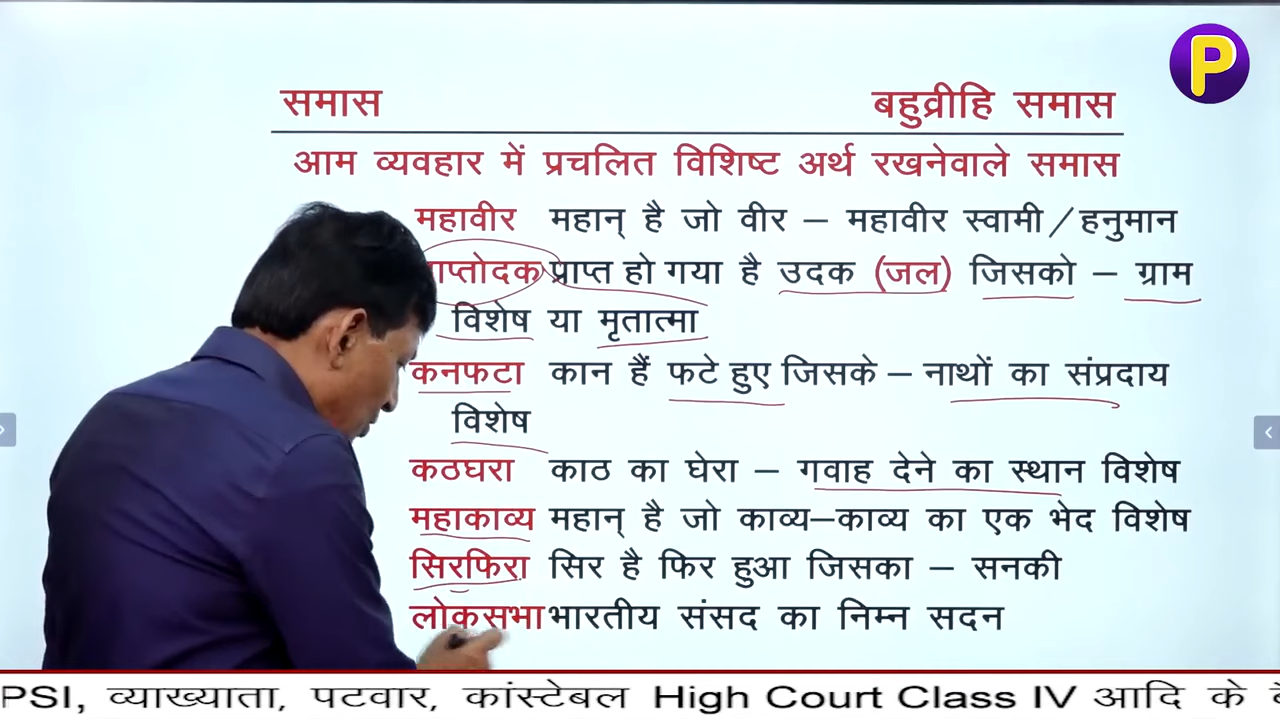 P
समास बहुव्रीहि समास
आम व्यवहार में प्रचलित विशिष्ट अर्थ रखनेवाले समास
महावीर महान् है जो वीर – महावीर स्वामी / हनुमान
प्राप्त हो गया है उदक (जल) जिसको – ग्राम
विशेष या मृतात्मा
कनफटा कान हैं फटे हुए जिसके – नाथों का संप्रदाय
विशेष
कठघरा काठ का घेरा – गवाह देने का स्थान विशेष
महाकाव्य महान् है जो काव्य–काव्य का एक भेद विशेष
सिरफिरा सिर है फिर हुआ जिसका – सनकी
लोकसभा भारतीय संसद का निम्न सदन
PSI, व्याख्याता, पटवार, कांस्टेबल High Court Class IV आदि के